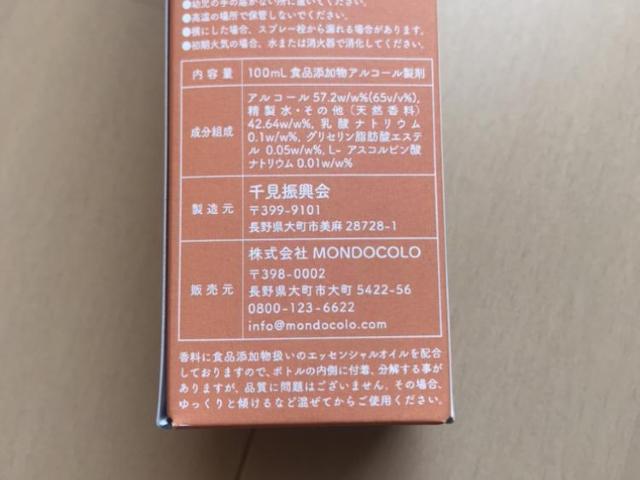 ●幼児の手の届かない所に置いてください。
●高温の場所で保管しないでください。
●横にした場合、スプレー栓から漏れる場合があります。
●初期火気の場合、水または消火器で消化してください。
内容量 100mL 食品添加物アルコール製剤
成分組成
アルコール57.2w/w%(65v/v%),
精製水・その他（天然香料）
42.64w/w%, 乳酸ナトリウム
0.1w/w%, グリセリン脂肪酸エステ
ル 0.05w/w%, L- アスコルビン酸
ナトリウム 0.01w/w%
製造元
千見振興会
〒399-9101
長野県大町市美麻 28728-1
販売元
株式会社 MONDOCOLO
〒398-0002
長野県大町市大町 5422-56
0800-123-6622
info@mondocolo.com
香料に食品添加物扱いのエッセンシャルオイルを配合
しておりますので、ボトルの内側に付着、分解する事が
ありますが、品質に問題はございません。その場合、
ゆっくりと傾けるなど混ぜてからご使用ください。